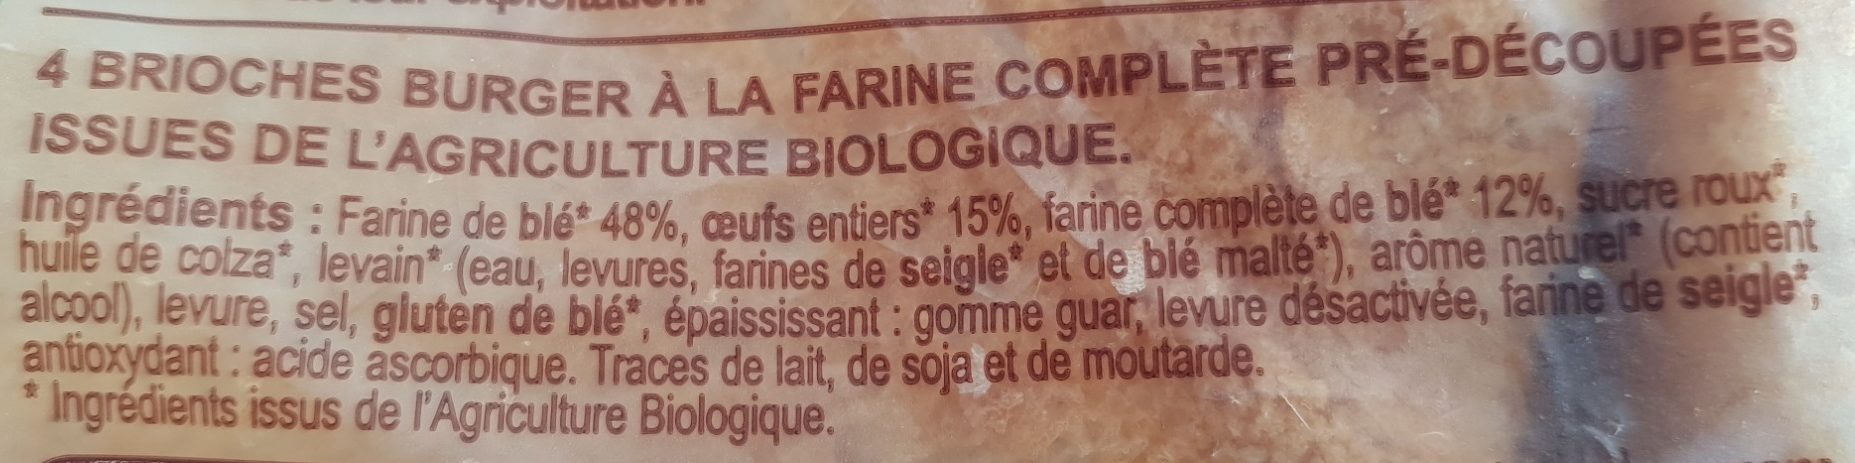 4 BRIOCHES BURGER À LA FARINE COMPLÈTE PRÉ-DÉCOUPÉES
ISSUES DE L'AGRICULTURE BIOLOGIQUE.
Ingrédients : Farine de blé* 48%, œufs entiers* 15%, farine complète de blé* 12%, sucre roux*,
huile de colza*, levain* (eau, levures, farines de seigle* et de blé malté*), arôme naturel* (contient
alcool), levure, sel, gluten de blé*, épaississant : gomme guar, levure désactivée, farine de seigle*,
antioxydant : acide ascorbique. Traces de lait, de soja et de moutarde.
* Ingrédients issus de l'Agriculture Biologique.